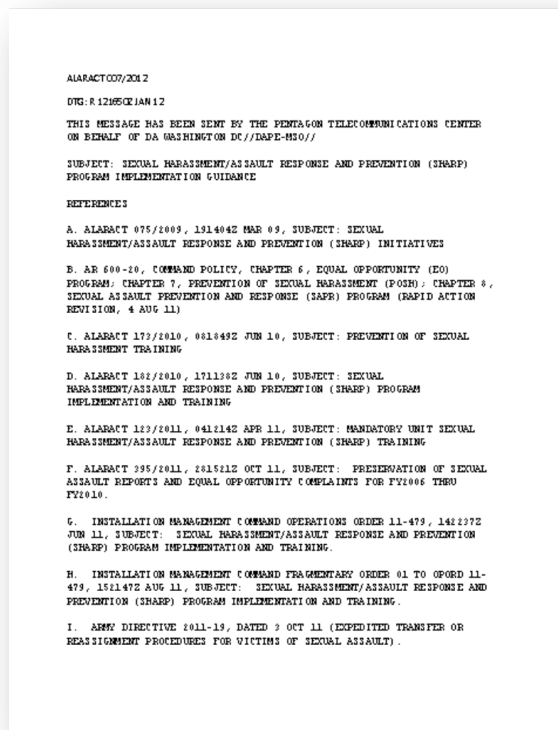 ALARACT 007/2012
DTG: R 121650Z JAN 12
THIS MESSAGE HAS BEEN SENT BY THE PENTAGON TELECOMMUNICATIONS CENTER
ON BEHALF OF DA WASHINGTON DC//DAPE-MSO//
SUBJECT: SEXUAL HARASSMENT/ASSAULT RESPONSE AND PREVENTION (SHARP)
PROGRAM IMPLEMENTATION GUIDANCE
REFERENCES
A. ALARACT 075/2009, 191404Z MAR 09, SUBJECT: SEXUAL
HARASSMENT/ASSAULT RESPONSE AND PREVENTION (SHARP) INITIATIVES
B. AR 600-20, COMMAND POLICY, CHAPTER 6, EQUAL OPPORTUNITY (EO)
PROGRAM; CHAPTER 7, PREVENTION OF SEXUAL HARASSMENT (POSH); CHAPTER 8,
SEXUAL ASSAULT PREVENTION AND RESPONSE (SAPR) PROGRAM (RAPID ACTION
REVISION, 4 AUG 11)
C. ALARACT 173/2010, 081849Z JUN 10, SUBJECT: PREVENTION OF SEXUAL
HARASSMENT TRAINING
D. ALARACT 182/2010, 171138Z JUN 10, SUBJECT: SEXUAL
HARASSMENT/ASSAULT RESPONSE AND PREVENTION (SHARP) PROGRAM
IMPLEMENTATION AND TRAINING
E. ALARACT 123/2011, 041214Z APR 11, SUBJECT: MANDATORY UNIT SEXUAL
HARASSMENT/ASSAULT RESPONSE AND PREVENTION (SHARP) TRAINING
F. ALARACT 395/2011, 281521Z OCT 11, SUBJECT: PRESERVATION OF SEXUAL
ASSAULT REPORTS AND EQUAL OPPORTUNITY COMPLAINTS FOR FY2006 THRU
FY2010.
G. INSTALLATION MANAGEMENT COMMAND OPERATIONS ORDER 11-479, 142237Z
JUN 11, SUBJECT: SEXUAL HARASSMENT/ASSAULT RESPONSE AND PREVENTION
(SHARP) PROGRAM IMPLEMENTATION AND TRAINING.
H. INSTALLATION MANAGEMENT COMMAND FRAGMENTARY ORDER 01 TO OPORD 11-
479, 152147Z AUG 11, SUBJECT: SEXUAL HARASSMENT/ASSAULT RESPONSE AND
PREVENTION (SHARP) PROGRAM IMPLEMENTATION AND TRAINING.
I. ARMY DIRECTIVE 2011-19, DATED 3 OCT 11 (EXPEDITED TRANSFER OR
REASSIGNMENT PROCEDURES FOR VICTIMS OF SEXUAL ASSAULT).